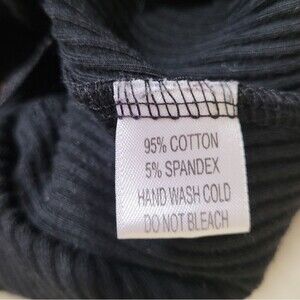 95% COTTON
5% SPANDEX
HAND WASH COLD
DO NOT BLEACH